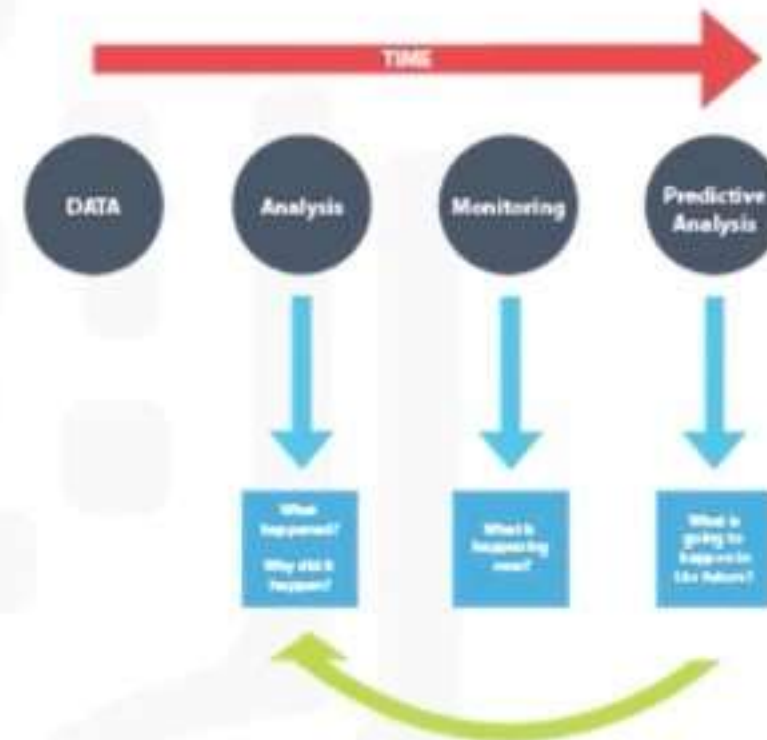 TIME
DATA
Analysis
Monitoring
Predictive
Analysis
What
happened?
Why did it
happen?
What is
happening
now?
What is
going to
happen in
the future?